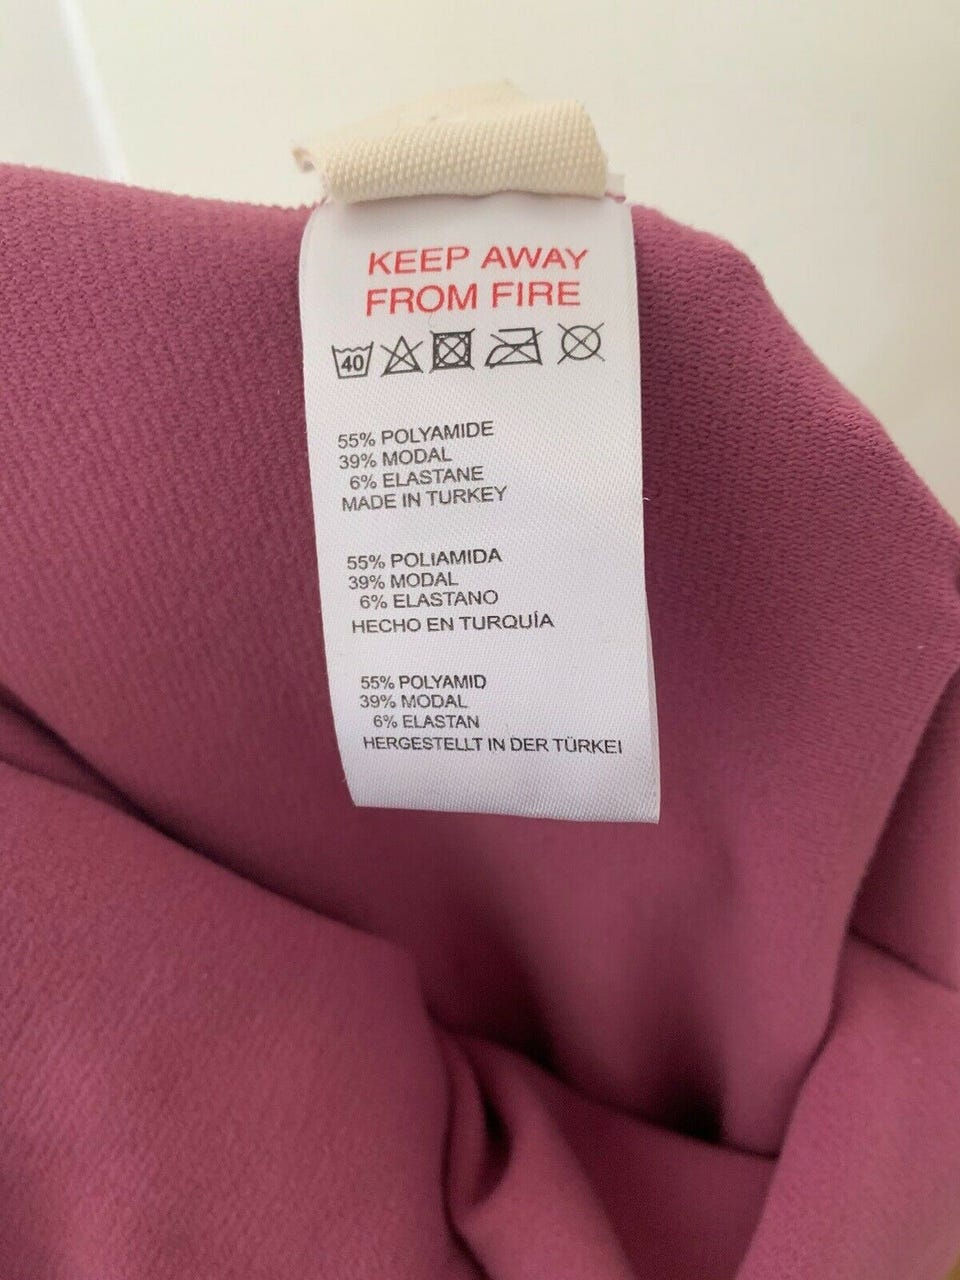 KEEP AWAY
FROM FIRE
40
55% POLYAMIDE
39% MODAL
6% ELASTANE
MADE IN TURKEY
55% POLIAMIDA
39% MODAL
6% ELASTANO
HECHO EN TURQUÍA
55% POLYAMID
39% MODAL
6% ELASTAN
HERGESTELLT IN DER TÜRKEI